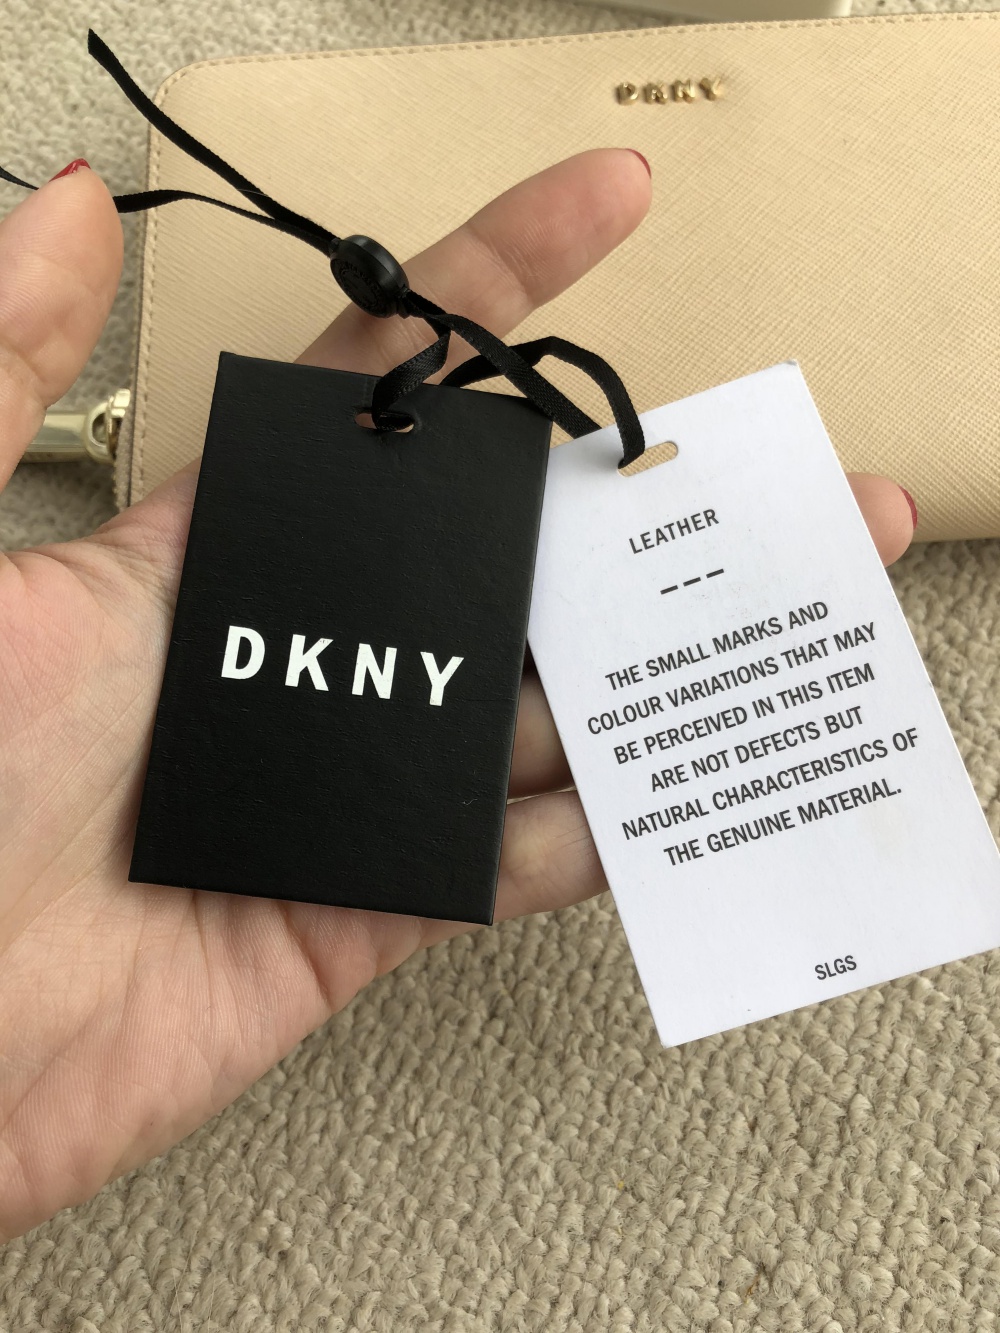 DKNY
DKNY
LEATHER
---
THE SMALL MARKS AND
COLOUR VARIATIONS THAT MAY
BE PERCEIVED IN THIS ITEM
ARE NOT DEFECTS BUT
NATURAL CHARACTERISTICS OF
THE GENUINE MATERIAL.
SLGS